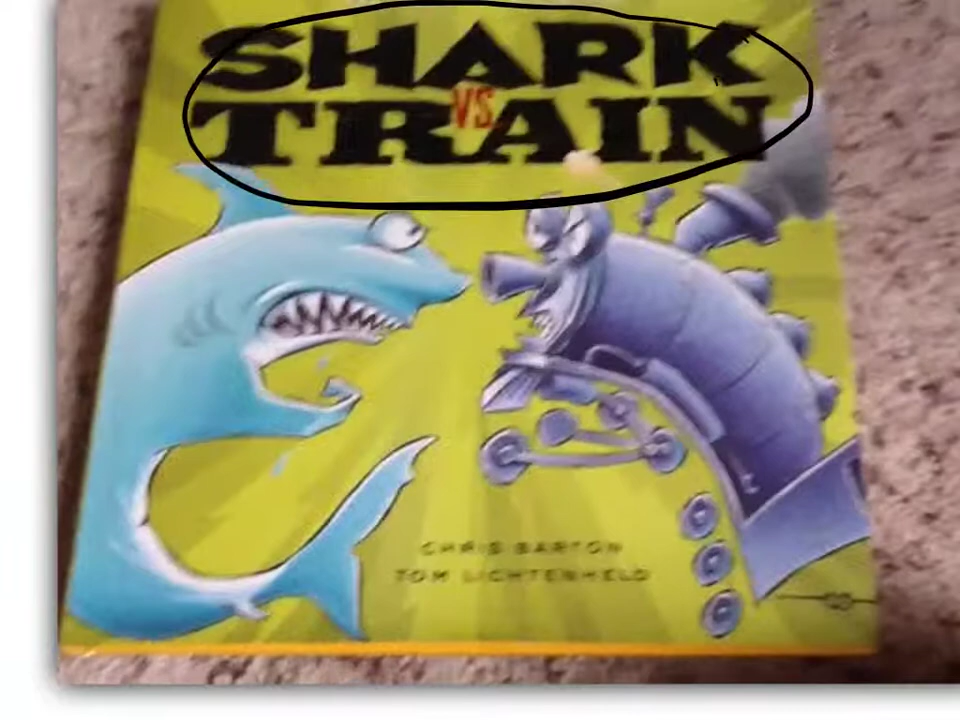 SHARK
VS.
TRAIN
CHRIS BARTON
TOM LICHTENHELD